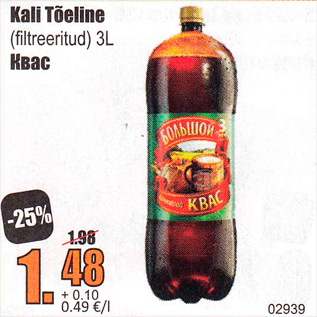 Kali Tõeline
(filtreeritud) 3L
Квас
БОЛЬШОЙ
КВАС
-25%
1.98
1.48
+ 0.10
0.49 €/l
02939